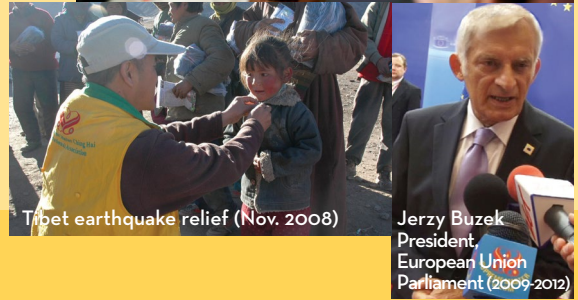 Tibet earthquake relief (Nov. 2008)
Jerzy Buzek
President,
European Union
Parliament (2009-2012)